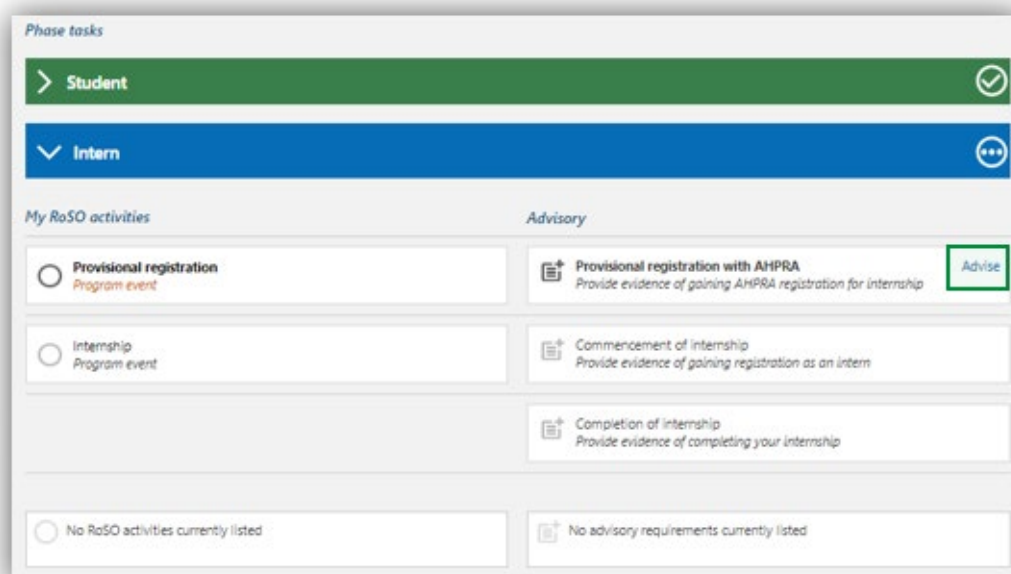 Phase tasks
Student
Intern
My RoSO activities
Advisory
Provisional registration
Program event
Provisional registration with AHPRA
Provide evidence of gaining AHPRA registration for internship
Advise
Internship
Program event
Commencement of internship
Provide evidence of gaining registration as an intern
Completion of internship
Provide evidence of completing your internship
No RoSO activities currently listed
No advisory requirements currently listed